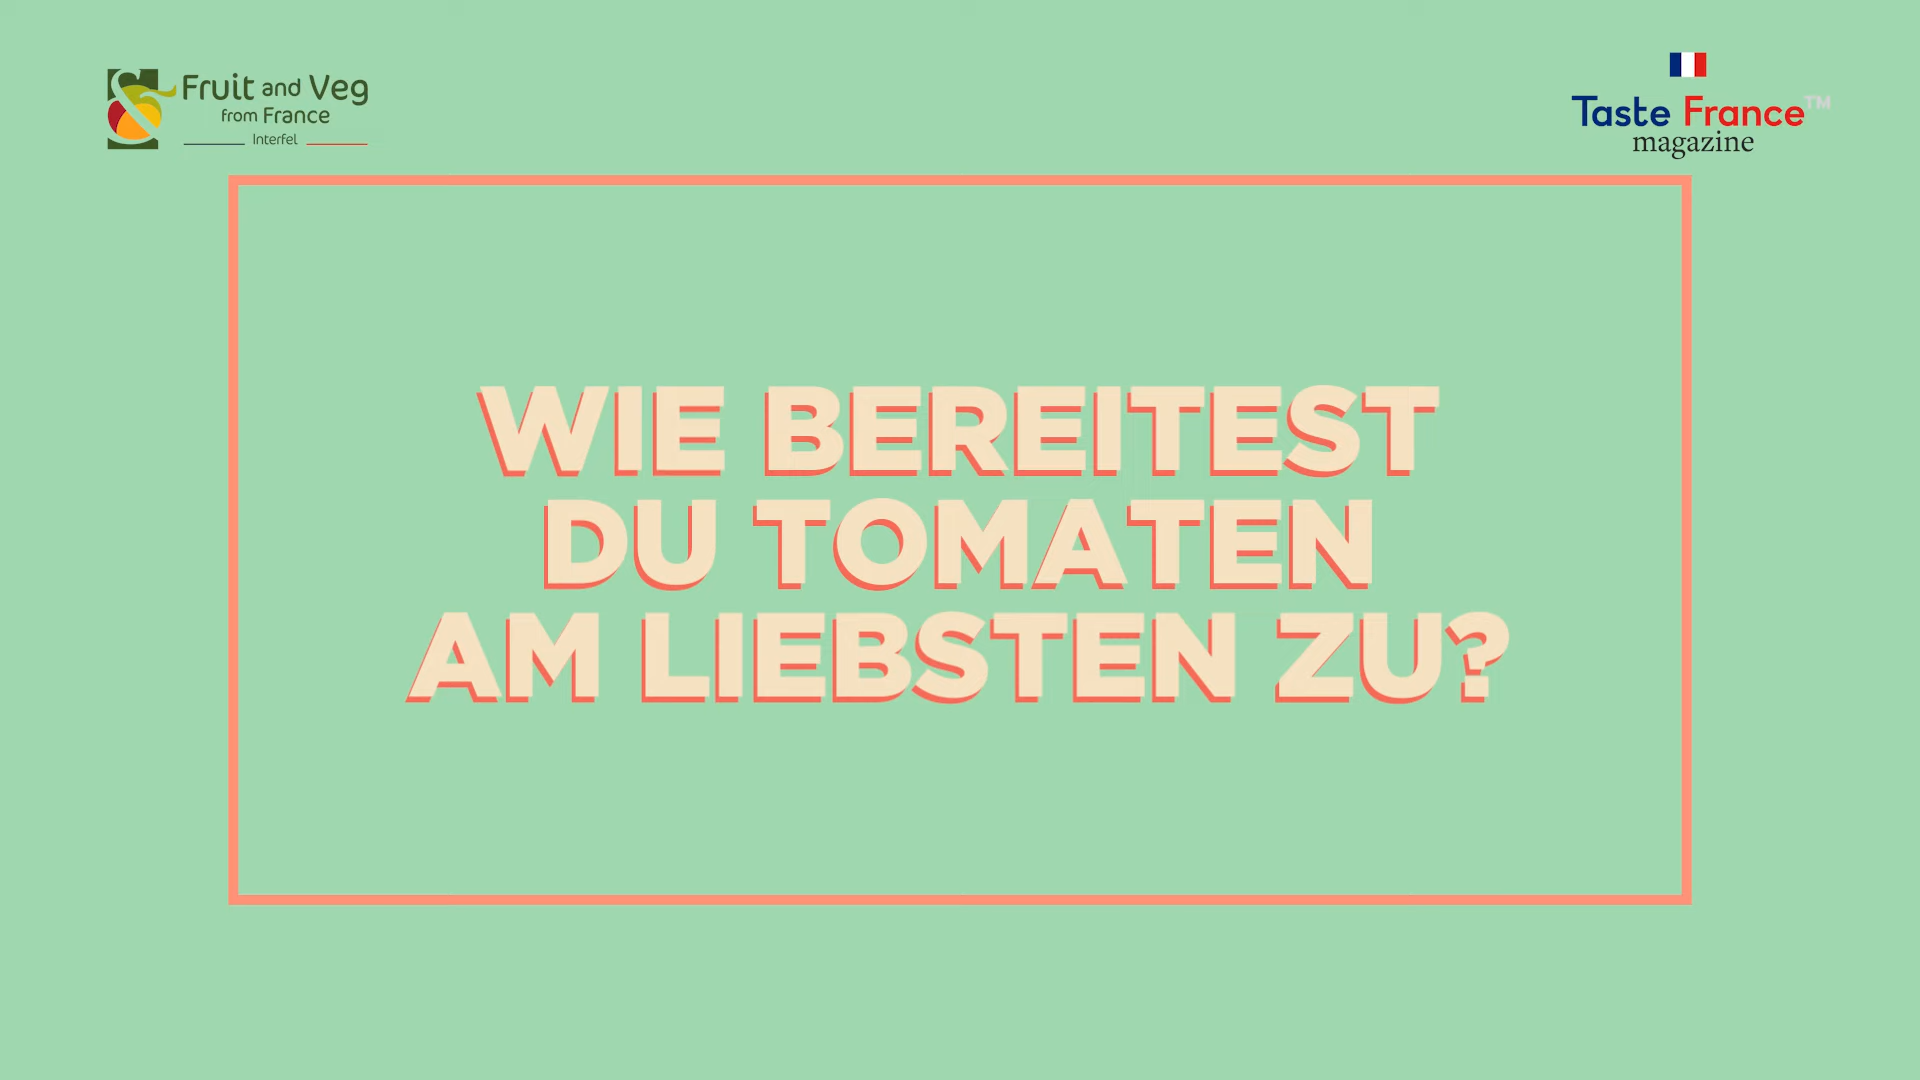 Fruit and Veg
from France
Interfel
Taste France™
magazine
WIE BEREITEST
DU TOMATEN
AM LIEBSTEN ZU?